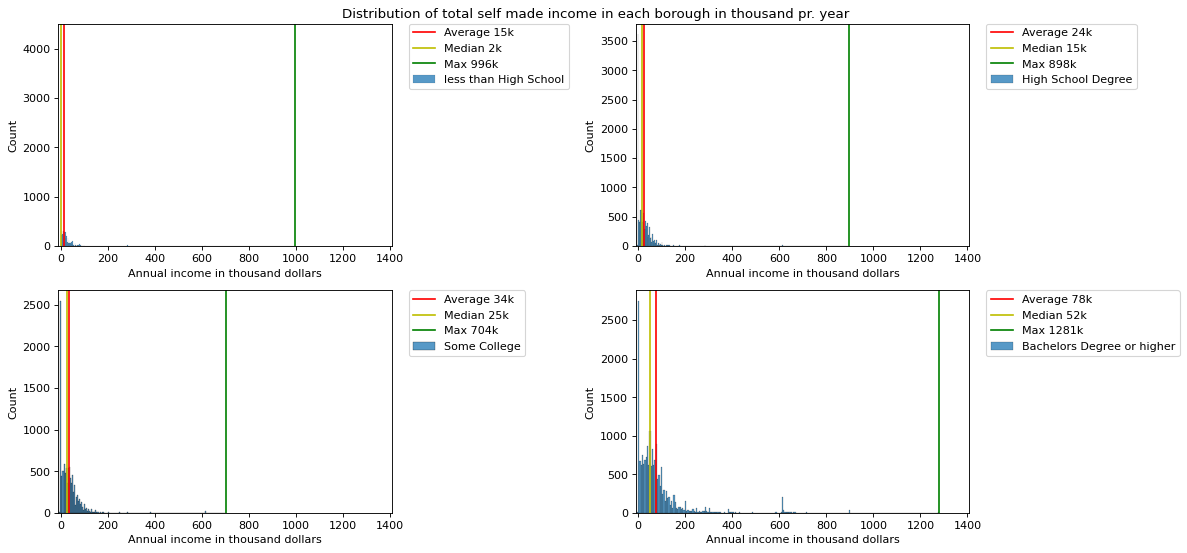 Distribution of total self made income in each borough in thousand pr. year
Average 15k
Median 2k
Max 996k
less than High School
Count
4000
3000
2000
1000
0
0 200 400 600 800 1000 1200 1400
Annual income in thousand dollars
Average 24k
Median 15k
Max 898k
High School Degree
Count
3500
3000
2500
2000
1500
1000
500
0
0 200 400 600 800 1000 1200 1400
Annual income in thousand dollars
Average 34k
Median 25k
Max 704k
Some College
Count
2500
2000
1500
1000
500
0
0 200 400 600 800 1000 1200 1400
Annual income in thousand dollars
Average 78k
Median 52k
Max 1281k
Bachelors Degree or higher
Count
2500
2000
1500
1000
500
0
0 200 400 600 800 1000 1200 1400
Annual income in thousand dollars